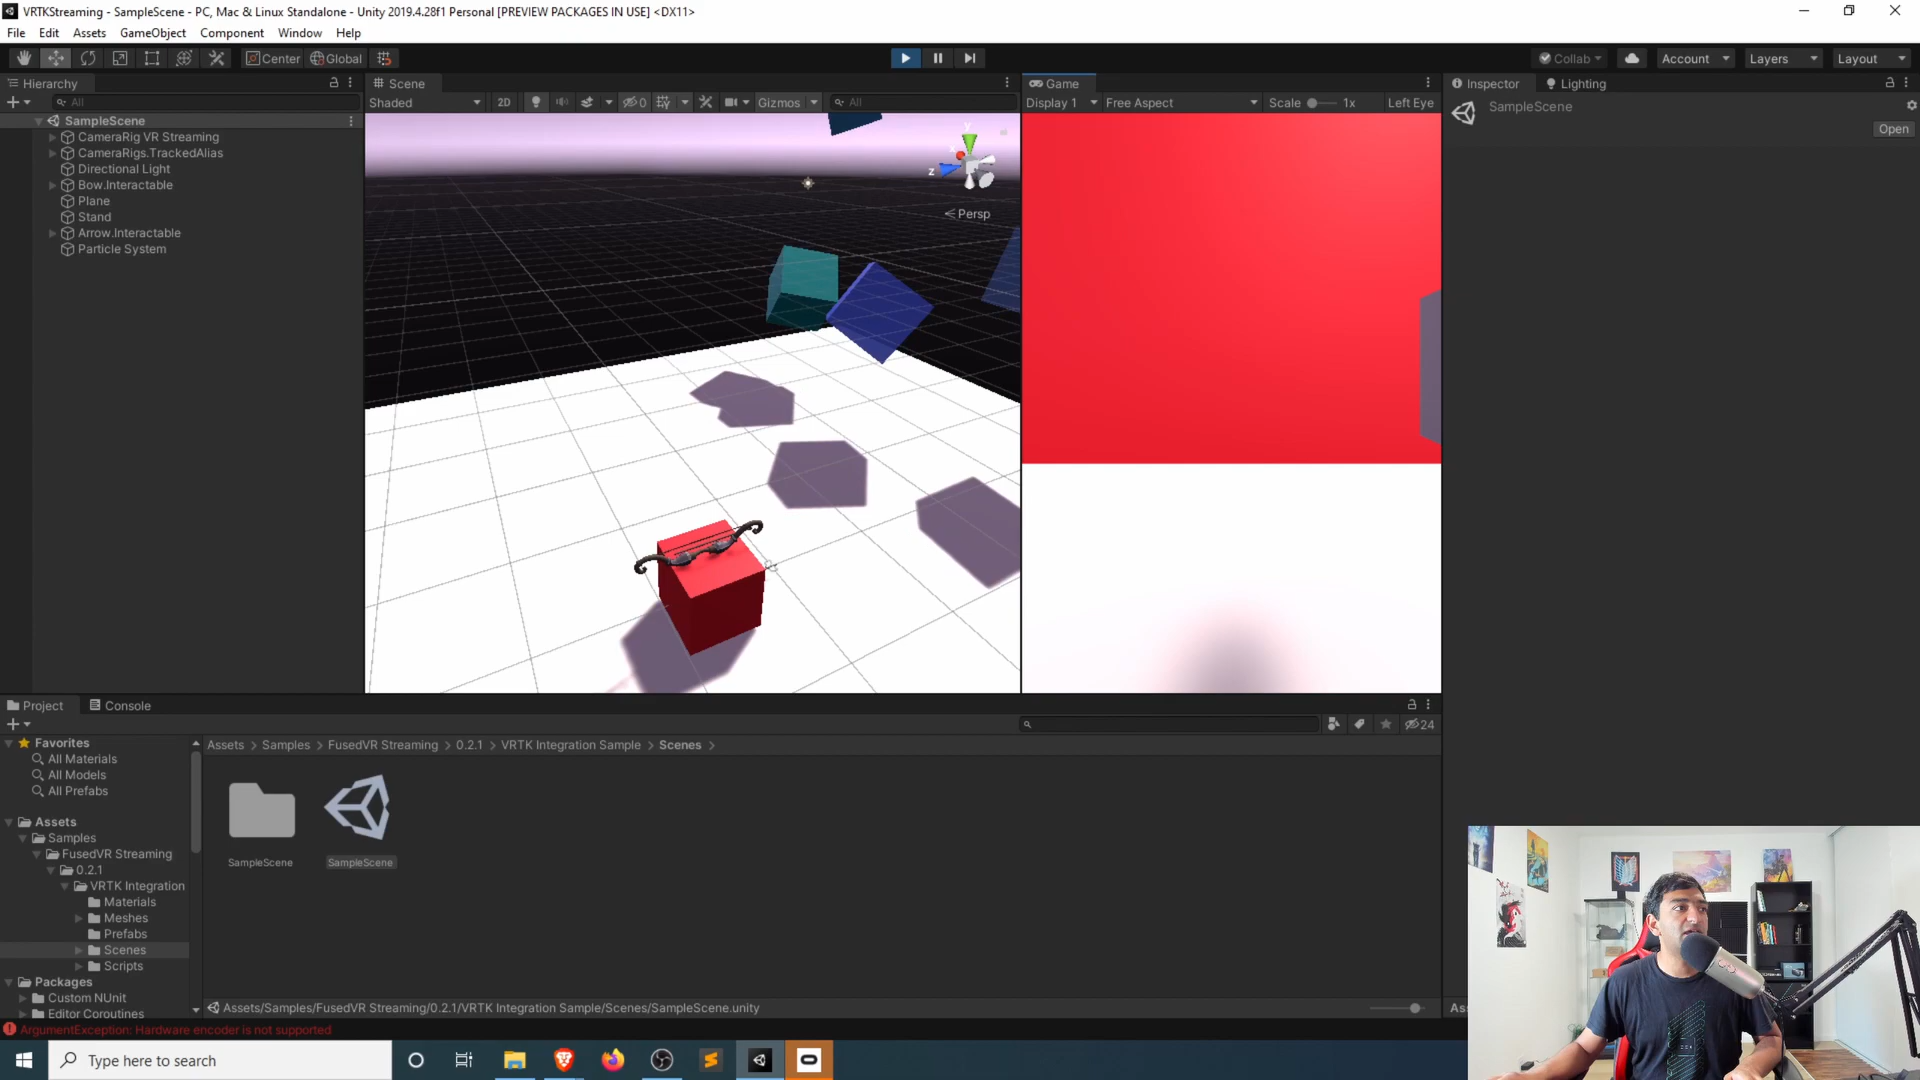 VRTKStreaming - SampleScene - PC, Mac & Linux Standalone - Unity 2019.4.28f1 Personal [PREVIEW PACKAGES IN USE] <DX11>
File Edit Assets GameObject Component Window Help
Center Global Collab Account Layers Layout
Hierarchy
All
SampleScene
CameraRig VR Streaming
CameraRigs.TrackedAlias
Directional Light
Bow.Interactable
Plane
Stand
Arrow.Interactable
Particle System
Scene
Shaded 2D 0 Gizmos All
y
x
z
Persp
Game
Display 1 Free Aspect Scale 1x Left Eye
Inspector Lighting
SampleScene
Open
Project Console
24
Favorites
All Materials
All Models
All Prefabs
Assets
Samples
FusedVR Streaming
0.2.1
VRTK Integration
Materials
Meshes
Prefabs
Scenes
Scripts
Packages
Custom NUnit
Editor Coroutines
Assets > Samples > FusedVR Streaming > 0.2.1 > VRTK Integration Sample > Scenes >
SampleScene SampleScene
Assets/Samples/FusedVR Streaming/0.2.1/VRTK Integration Sample/Scenes/SampleScene.unity
As
ArgumentException: Hardware encoder is not supported
Type here to search